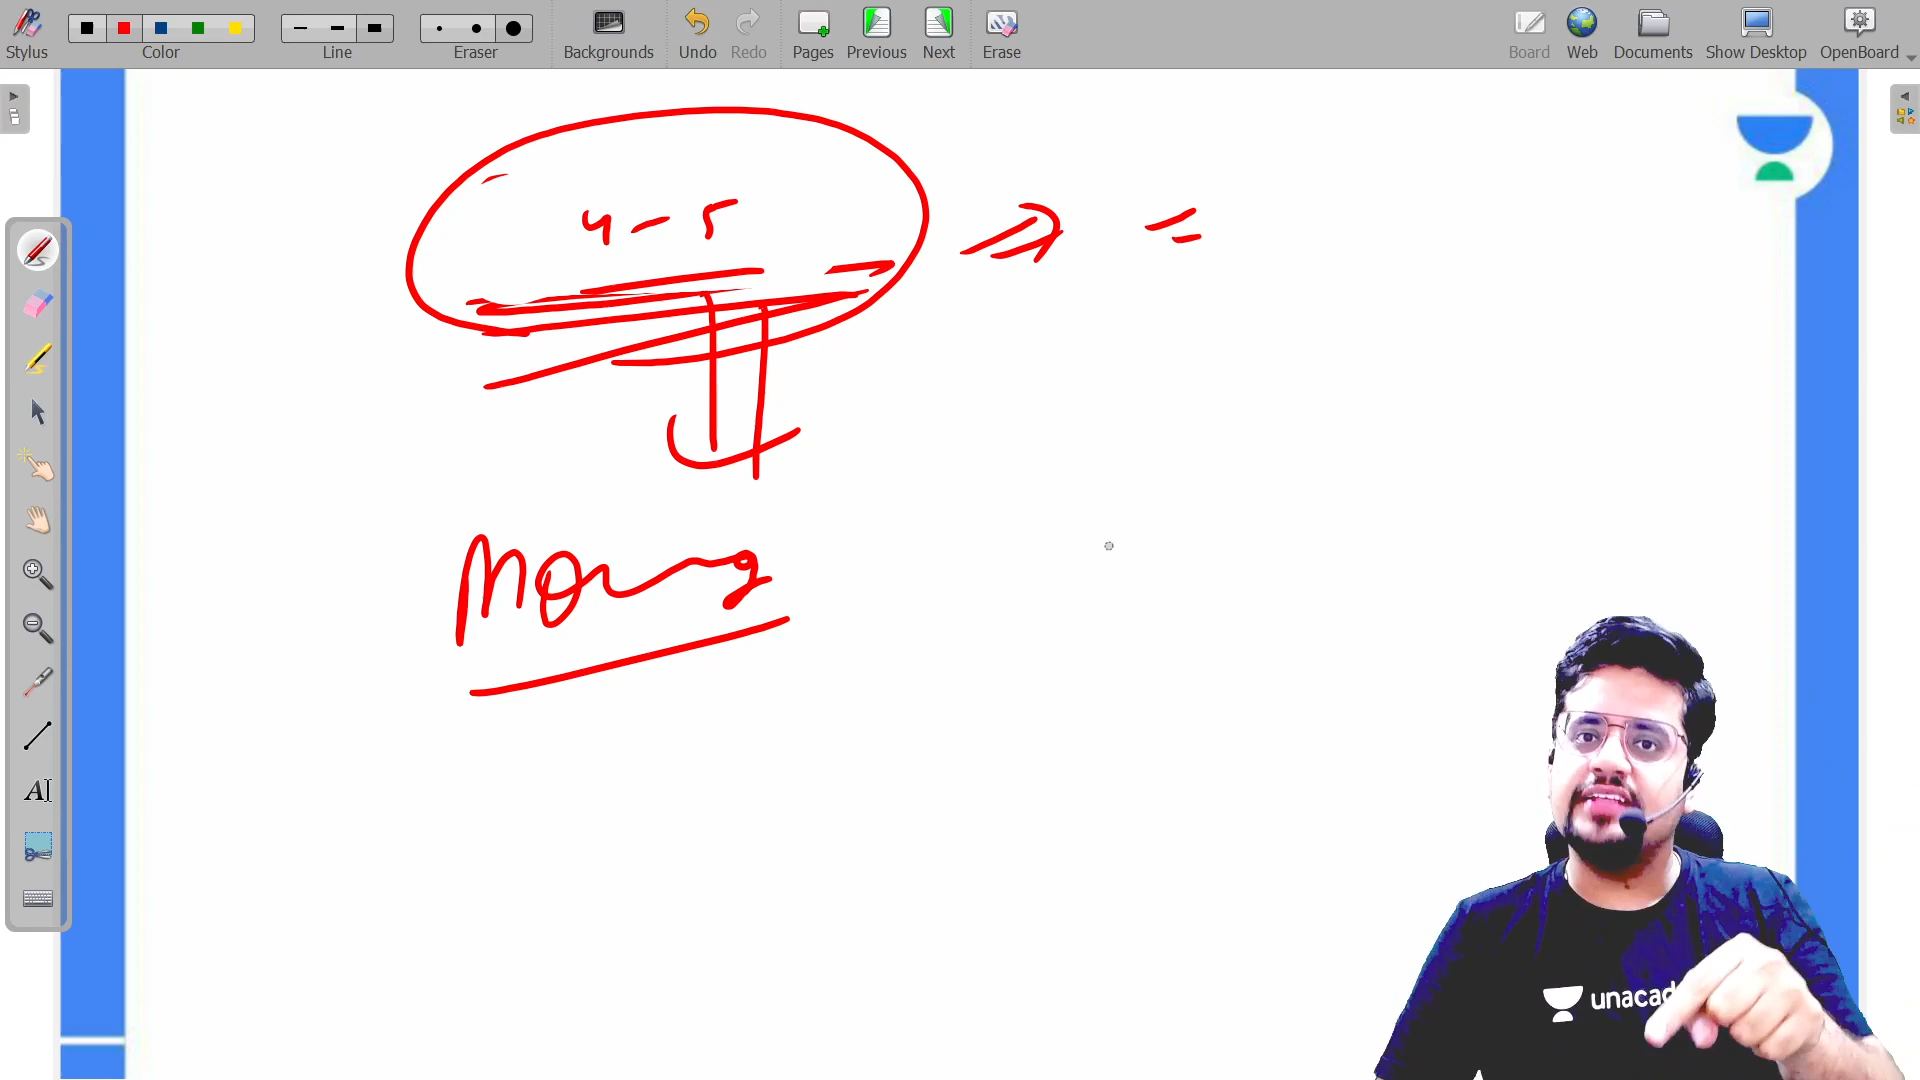 Stylus Color Line Eraser Backgrounds Undo Redo Pages Previous Next Erase Board Web Documents Show Desktop OpenBoard
4 - 5
AI
unacad